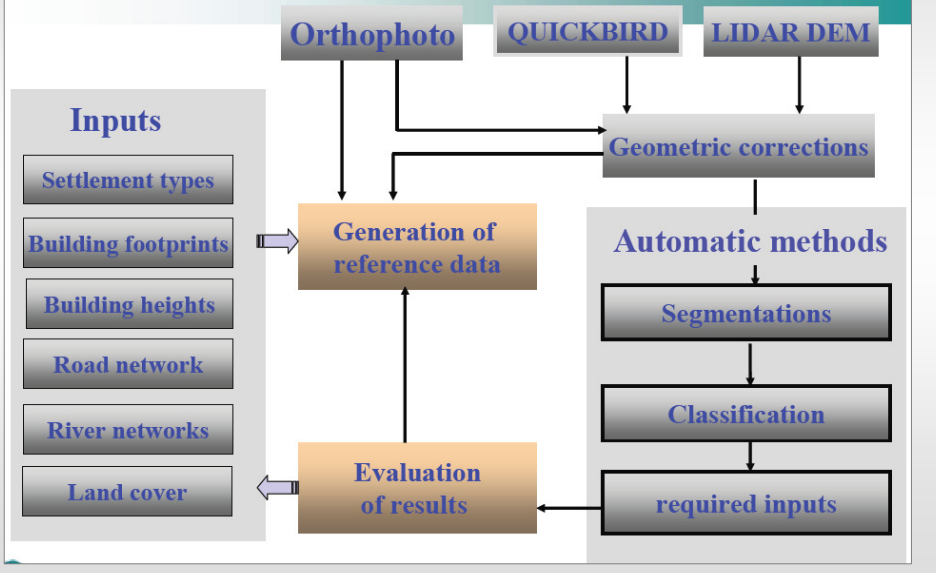 Orthophoto
QUICKBIRD
LIDAR DEM
Inputs
Geometric corrections
Settlement types
Building footprints
Generation of
reference data
Automatic methods
Building heights
Segmentations
Road network
Classification
River networks
Evaluation
of results
Land cover
required inputs